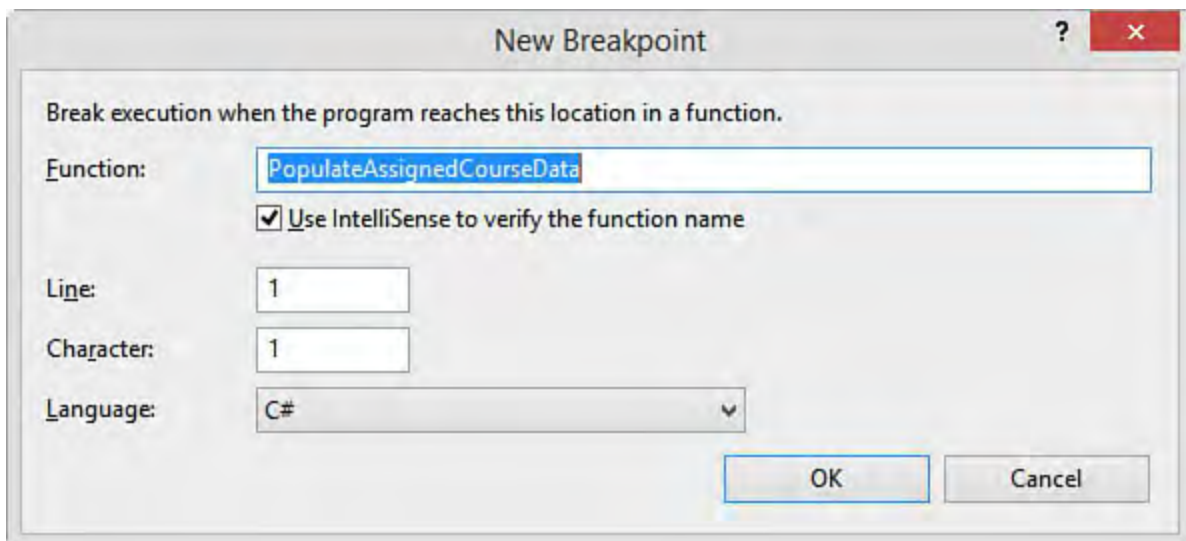 New Breakpoint
?
Break execution when the program reaches this location in a function.
Function: PopulateAssignedCourseData
Use IntelliSense to verify the function name
Line: 1
Character: 1
Language: C#
OK Cancel